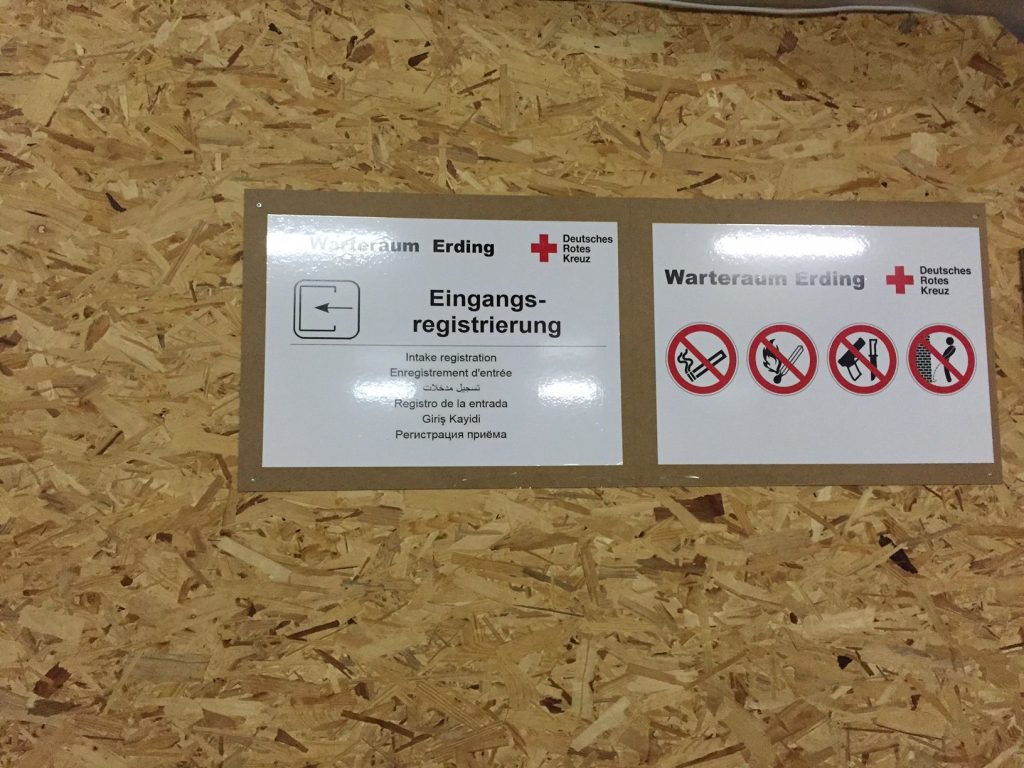 Warteraum Erding
Deutsches
Rotes
Kreuz
Eingangs-
registrierung
Intake registration
Enregistrement d'entrée
تسجيل مدخلات
Registro de la entrada
Giriş Kayidi
Регистрация приёма
Warteraum Erding
Deutsches
Rotes
Kreuz